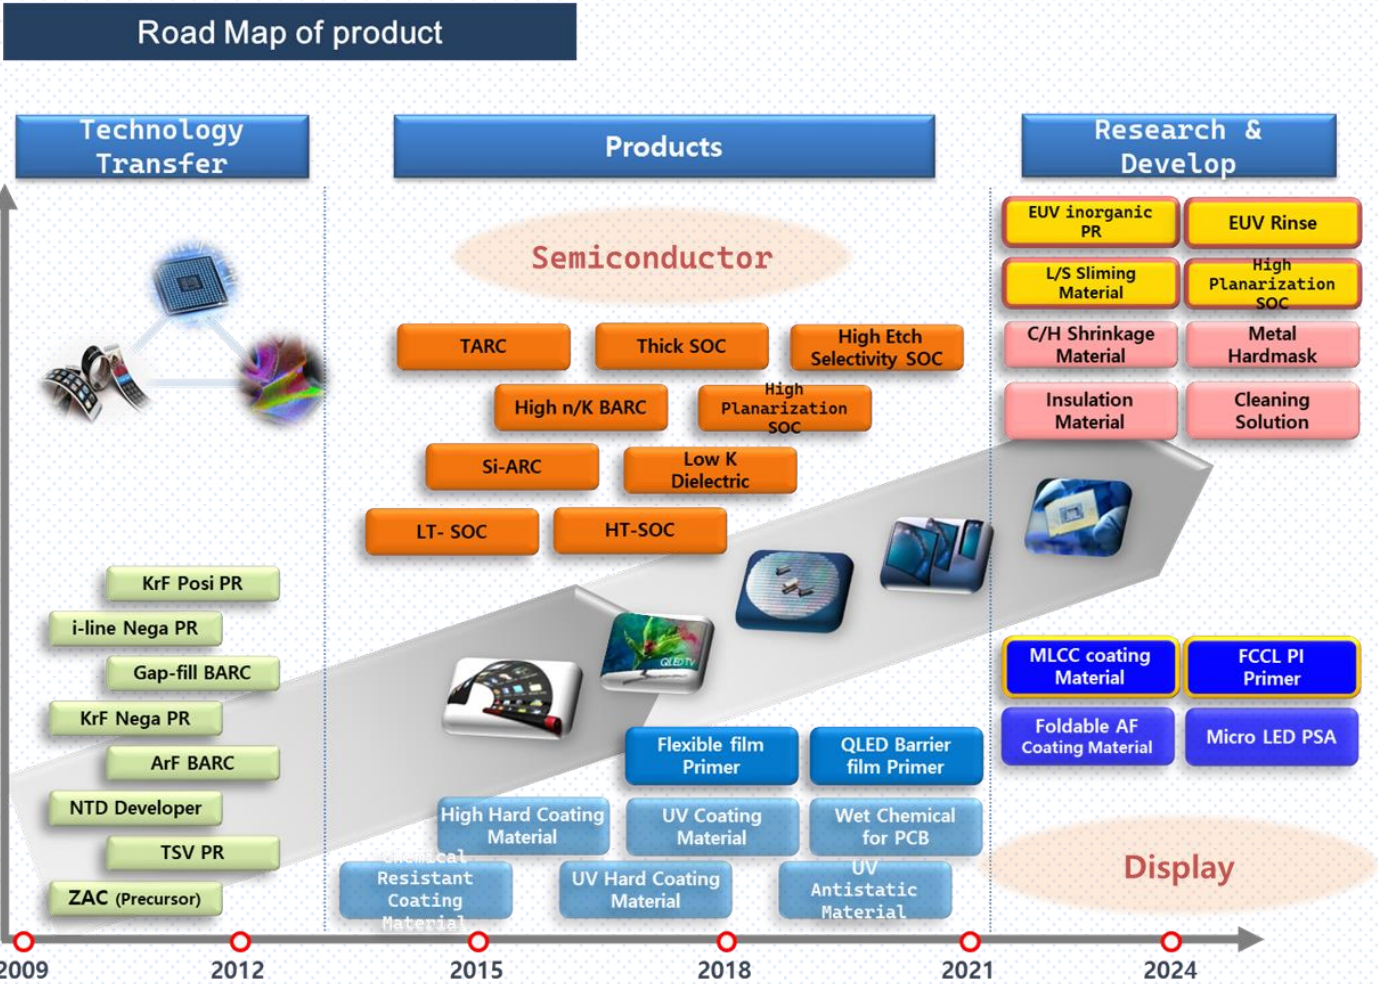 Road Map of product
Technology
Transfer
Products
Research &
Develop
Semiconductor
EUV inorganic
PR
EUV Rinse
L/S Sliming
Material
High
Planarization
SOC
C/H Shrinkage
Material
Metal
Hardmask
Insulation
Material
Cleaning
Solution
TARC
Thick SOC
High Etch
Selectivity SOC
High n/K BARC
High
Planarization
SOC
Si-ARC
Low K
Dielectric
LT- SOC
HT-SOC
KrF Posi PR
i-line Nega PR
Gap-fill BARC
KrF Nega PR
ArF BARC
NTD Developer
TSV PR
ZAC (Precursor)
QLED TV
MLCC coating
Material
FCCL PI
Primer
Foldable AF
Coating Material
Micro LED PSA
Flexible film
Primer
QLED Barrier
film Primer
High Hard Coating
Material
UV Coating
Material
Wet Chemical
for PCB
Chemical
Resistant
Coating
Material
UV Hard Coating
Material
UV
Antistatic
Material
Display
2009
2012
2015
2018
2021
2024